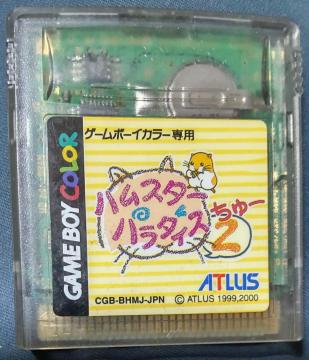 ゲームボーイカラー専用
GAME BOY COLOR
ハムスター
パラダイス
ちゅー
2
ATLUS
CGB-BHMJ-JPN
© ATLUS 1999,2000